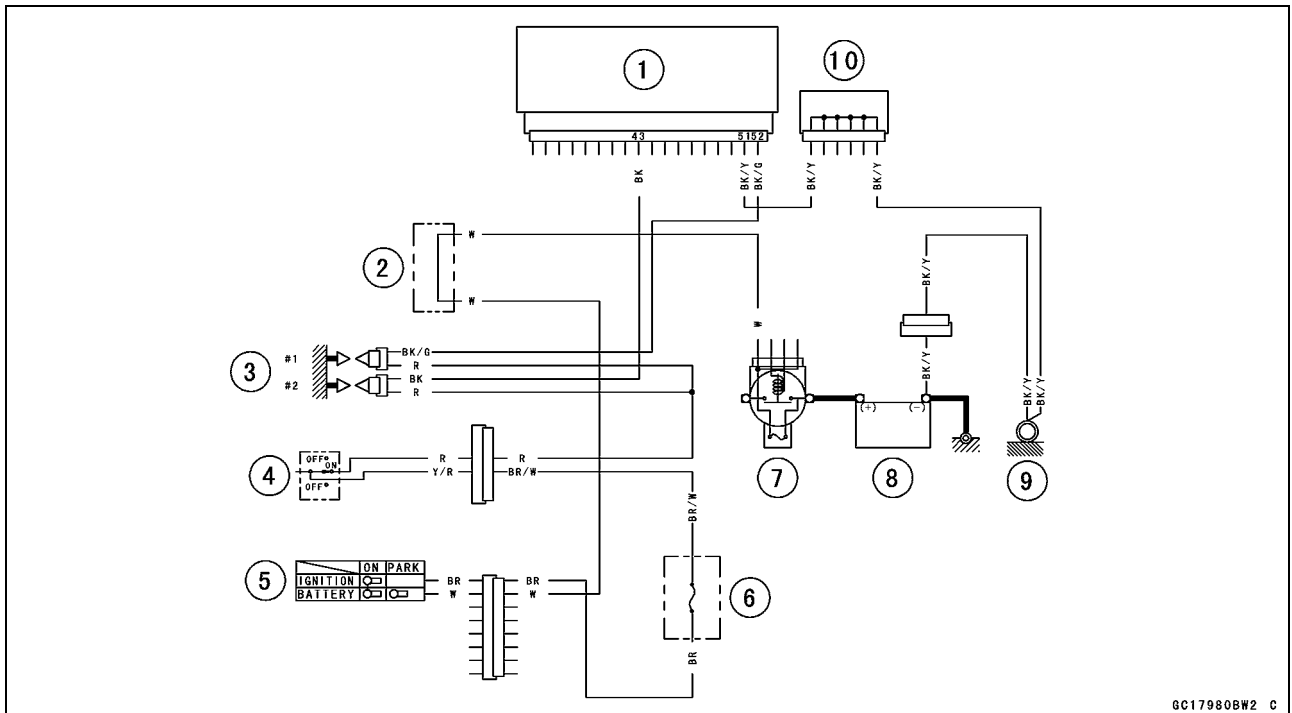 1
10
43 51 52
BK
BK/Y
BK/G
BK/Y
BK/Y
2
W
W
W
BK/Y
BK/Y
BK/Y
BK/Y
3
#1
#2
BK/G
R
BK
R
(+)
(-)
7
8
9
4
OFF
ON
OFF
R
Y/R
R
BR/W
BR/W
5
ON PARK
IGNITION
BATTERY
BR
W
BR
W
6
BR
GC17980BW2 C